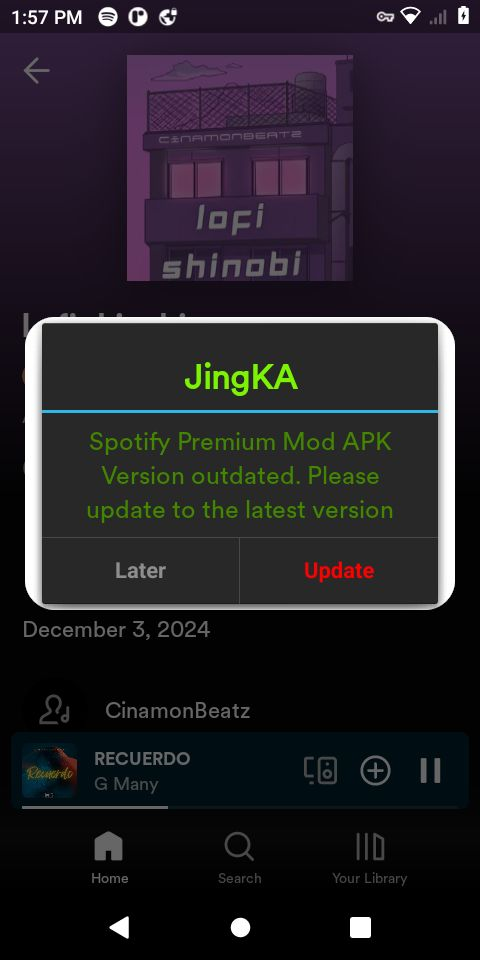 1:57 PM
CINAMONBEATZ
lofi
shinobi
JingKA
Spotify Premium Mod APK
Version outdated. Please
update to the latest version
Later
Update
December 3, 2024
CinamonBeatz
Recuerdo
RECUERDO
G Many
Home
Search
Your Library